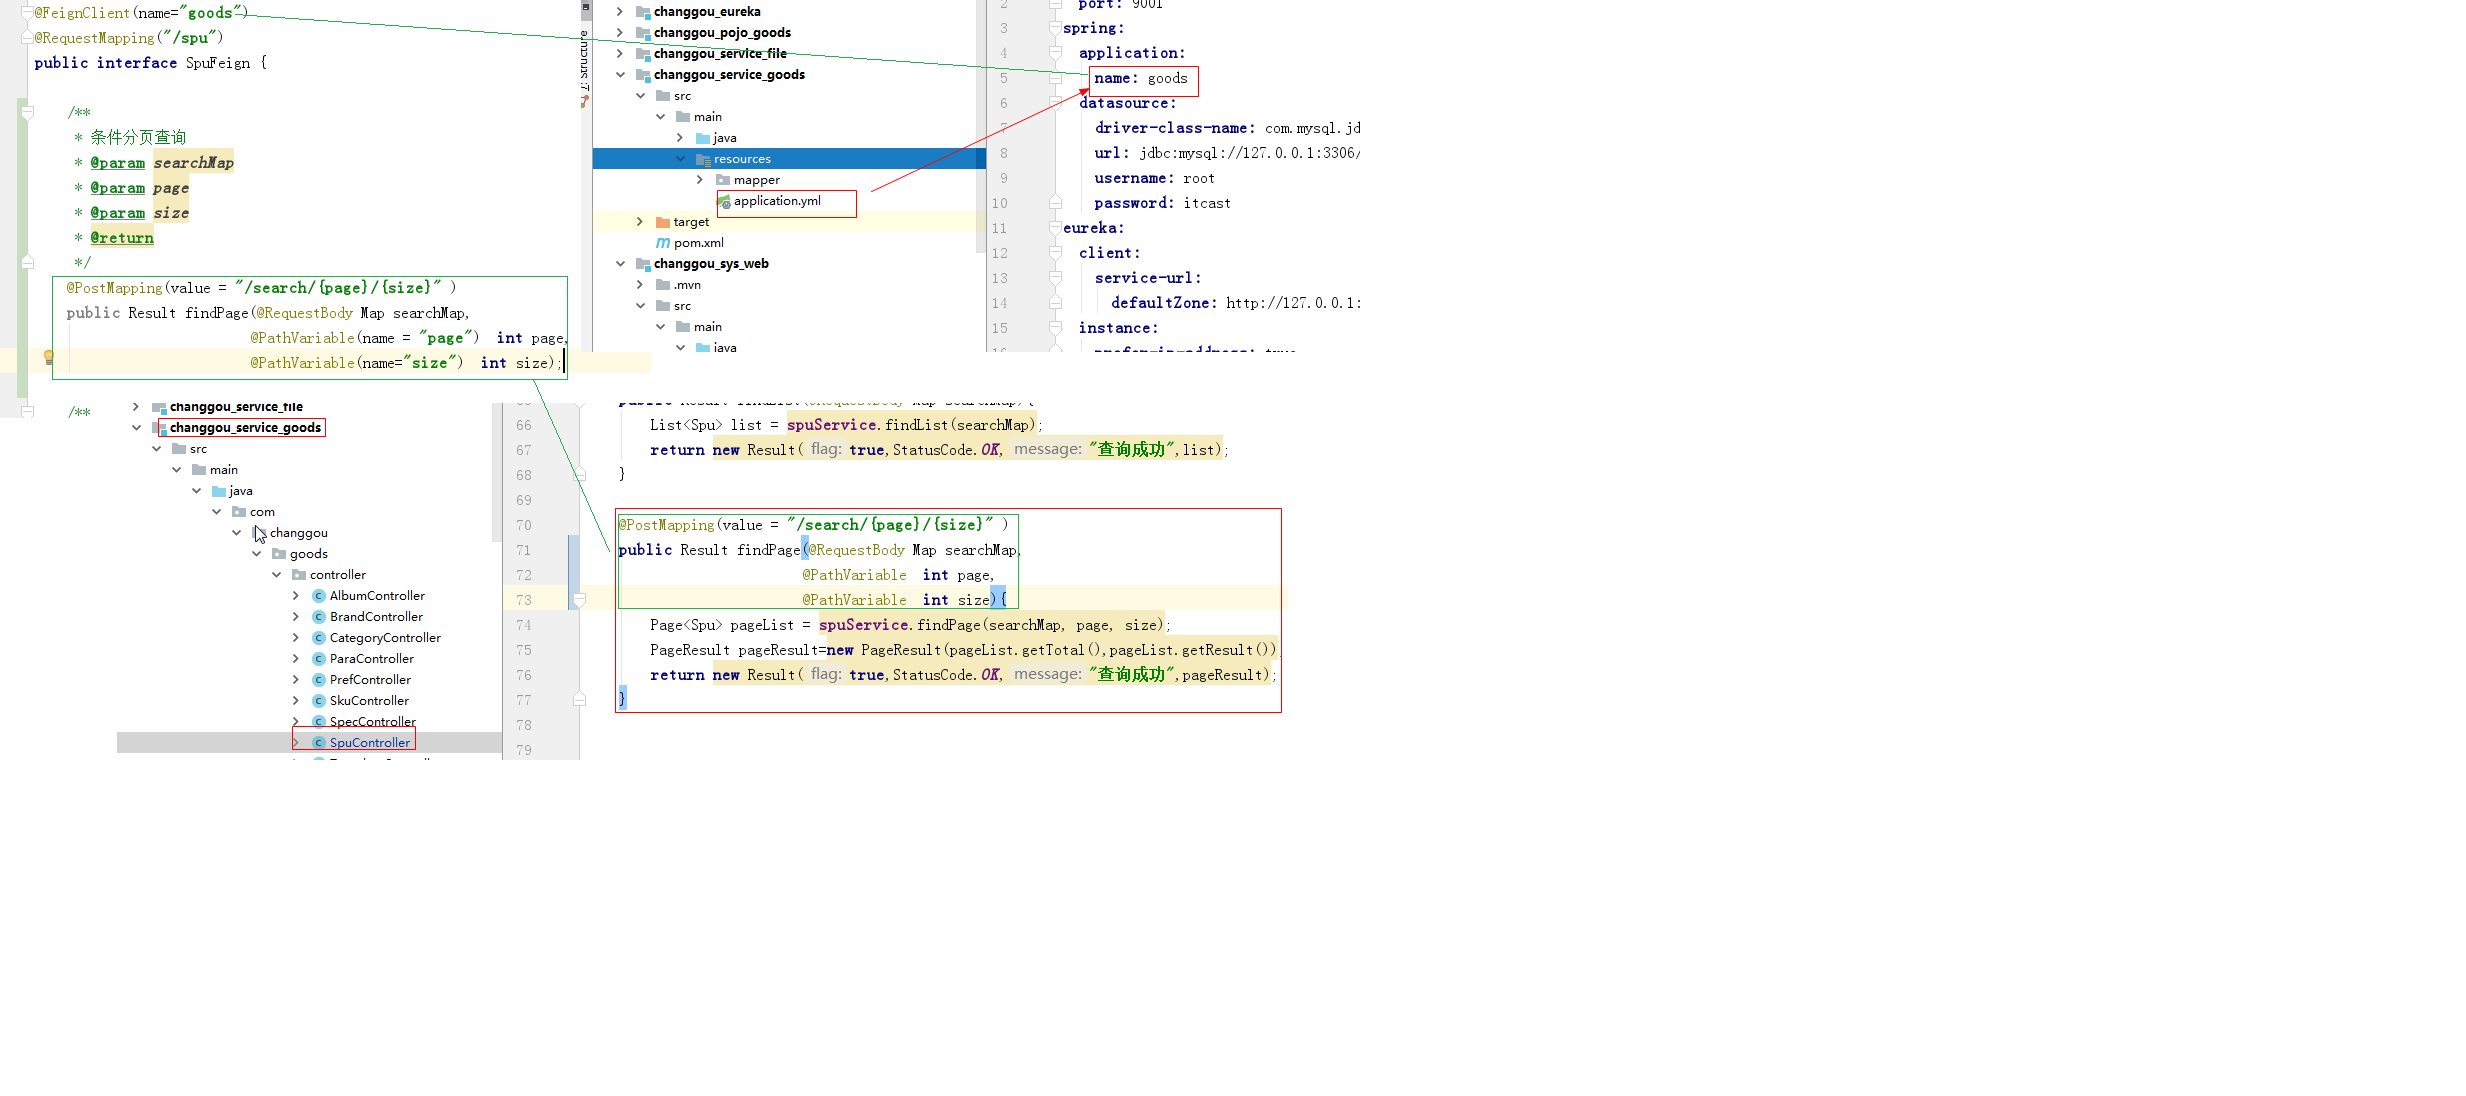 @FeignClient(name="goods")
@RequestMapping("/spu")
public interface SpuFeign {
/**
* 条件分页查询
* @param searchMap
* @param page
* @param size
* @return
*/
@PostMapping(value = "/search/{page}/{size}" )
public Result findPage(@RequestBody Map searchMap,
@PathVariable(name = "page") int page,
@PathVariable(name="size") int size);
/**
7: Structure
changgou_eureka
changgou_pojo_goods
changgou_service_file
changgou_service_goods
src
main
java
resources
mapper
application.yml
target
pom.xml
changgou_sys_web
.mvn
src
main
java
2 port: 9001
3 spring:
4 application:
5 name: goods
6 datasource:
7 driver-class-name: com.mysql.jd
8 url: jdbc:mysql://127.0.0.1:3306/
9 username: root
10 password: itcast
11 eureka:
12 client:
13 service-url:
14 defaultZone: http://127.0.0.1:
15 instance:
16 prefer-ip-address: true
changgou_service_file
changgou_service_goods
src
main
java
com
changgou
goods
controller
AlbumController
BrandController
CategoryController
ParaController
PrefController
SkuController
SpecController
SpuController
65 public Result findList(@RequestBody Map searchMap){
66 List<Spu> list = spuService.findList(searchMap);
67 return new Result( flag: true,StatusCode.OK, message: "查询成功",list);
68 }
69
70 @PostMapping(value = "/search/{page}/{size}" )
71 public Result findPage(@RequestBody Map searchMap,
72 @PathVariable int page,
73 @PathVariable int size){
74 Page<Spu> pageList = spuService.findPage(searchMap, page, size);
75 PageResult pageResult=new PageResult(pageList.getTotal(),pageList.getResult())
76 return new Result( flag: true,StatusCode.OK, message: "查询成功",pageResult);
77 }
78
79